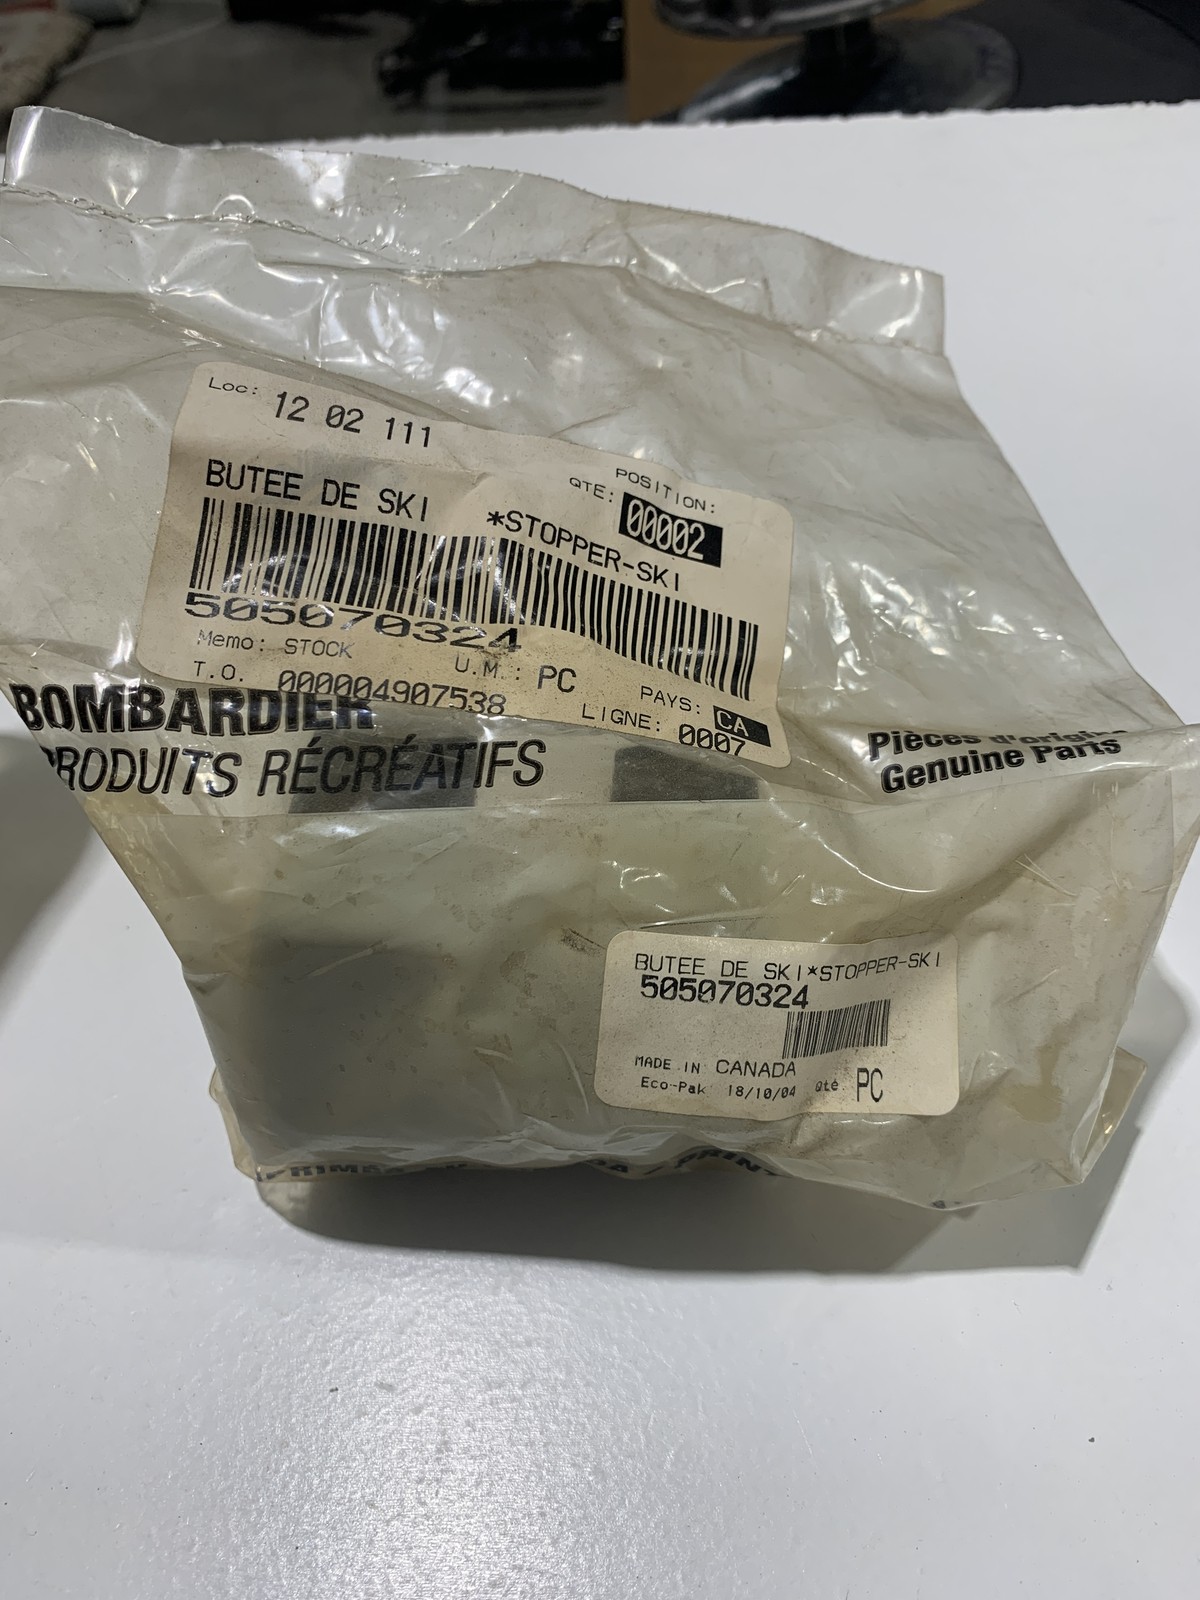 Loc: 12 02 111
POSITION:
BUTEE DE SKI *STOPPER-SKI
QTE: 00002
505070324
Memo: STOCK
U.M.: PC
PAYS: CA
T.O. 000004907538
LIGNE: 0007
BOMBARDIER
PRODUITS RÉCRÉATIFS
Pièces d'origine
Genuine Parts
BUTEE DE SKI*STOPPER-SKI
505070324
MADE IN CANADA
Eco-Pak 18/10/04 Qté PC